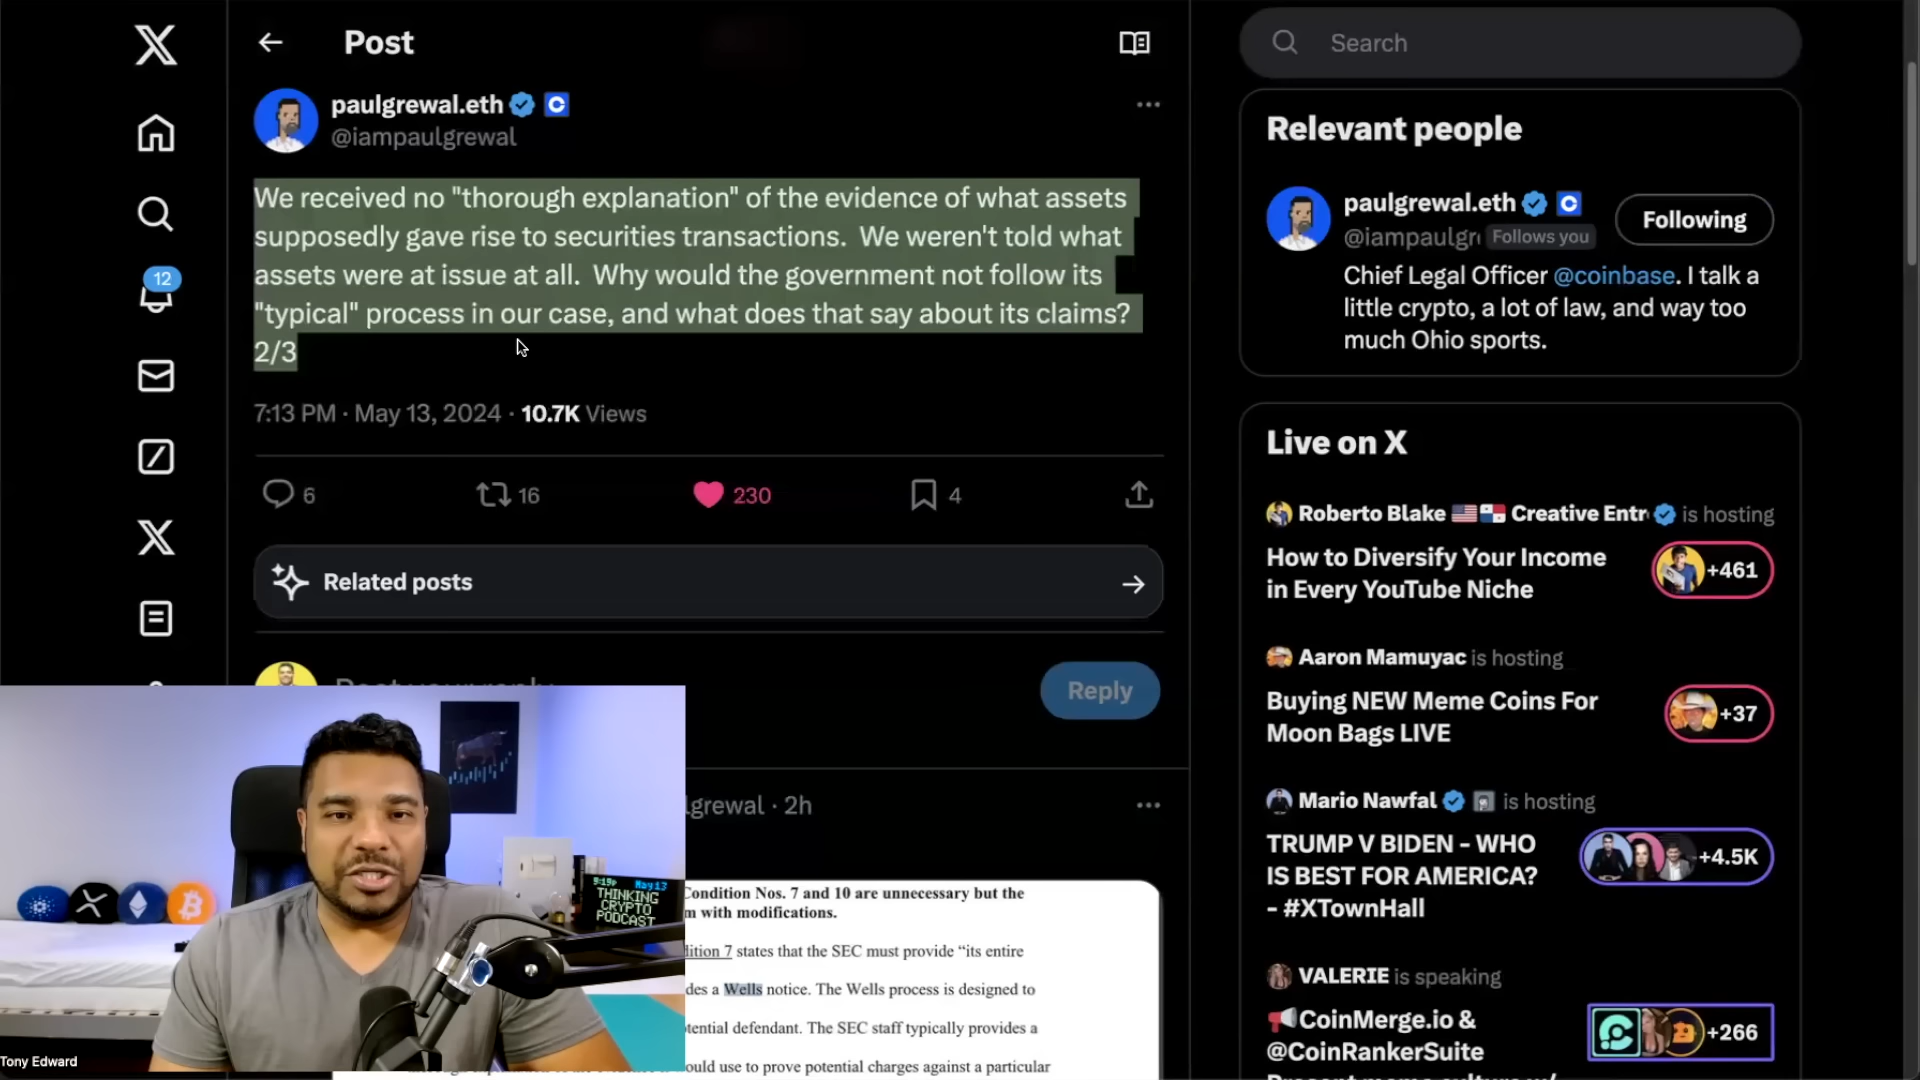 Post
Search
paulgrewal.eth
@iampaulgrewal
We received no "thorough explanation" of the evidence of what assets
supposedly gave rise to securities transactions.  We weren't told what
assets were at issue at all.  Why would the government not follow its
"typical" process in our case, and what does that say about its claims?
2/3
7:13 PM · May 13, 2024 · 10.7K Views
6
16
230
4
Related posts
Reply
lgrewal · 2h
Condition Nos. 7 and 10 are unnecessary but the
m with modifications.
dition 7 states that the SEC must provide “its entire
des a Wells notice. The Wells process is designed to
tential defendant. The SEC staff typically provides a
ould use to prove potential charges against a particular
12
9:19p May 13
THINKING
CRYPTO
PODCAST
Tony Edward
Relevant people
paulgrewal.eth
@iampaulgr
Follows you
Following
Chief Legal Officer @coinbase. I talk a
little crypto, a lot of law, and way too
much Ohio sports.
Live on X
Roberto Blake Creative Entr is hosting
How to Diversify Your Income
in Every YouTube Niche
+461
Aaron Mamuyac is hosting
Buying NEW Meme Coins For
Moon Bags LIVE
+37
Mario Nawfal is hosting
TRUMP V BIDEN - WHO
IS BEST FOR AMERICA?
- #XTownHall
+4.5K
VALERIE is speaking
CoinMerge.io &
@CoinRankerSuite
+266